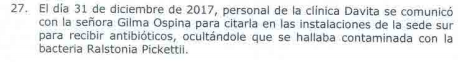 27. El día 31 de diciembre de 2017, personal de la clínica Davita se comunicó
con la señora Gilma Ospina para citarla en las instalaciones de la sede sur
para recibir antibióticos, ocultándole que se hallaba contaminada con la
bacteria Ralstonia Pickettii.